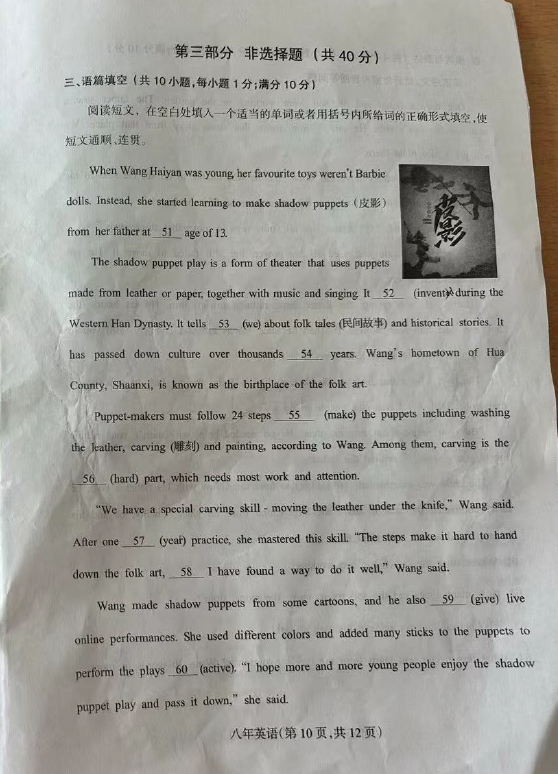 第三部分 非选择题（共40分）
三、语篇填空（共10小题,每小题1分;满分10分）
阅读短文，在空白处填入一个适当的单词或者用括号内所给词的正确形式填空,使
短文通顺、连贯。
When Wang Haiyan was young, her favourite toys weren't Barbie
dolls. Instead, she started learning to make shadow puppets（皮影）
from her father at 51 age of 13.
皮影
The shadow puppet play is a form of theater that uses puppets
made from leather or paper, together with music and singing. It 52 (invent) during the
Western Han Dynasty. It tells 53 (we) about folk tales (民间故事) and historical stories. It
has passed down culture over thousands 54 years. Wang's hometown of Hua
County, Shaanxi, is known as the birthplace of the folk art.
Puppet-makers must follow 24 steps 55 (make) the puppets including washing
the leather, carving (雕刻) and painting, according to Wang. Among them, carving is the
56 (hard) part, which needs most work and attention.
"We have a special carving skill - moving the leather under the knife," Wang said.
After one 57 (year) practice, she mastered this skill. "The steps make it hard to hand
down the folk art, 58 I have found a way to do it well," Wang said.
Wang made shadow puppets from some cartoons, and he also 59 (give) live
online performances. She used different colors and added many sticks to the puppets to
perform the plays 60 (active). "I hope more and more young people enjoy the shadow
puppet play and pass it down," she said.
八年英语(第10页,共12页)